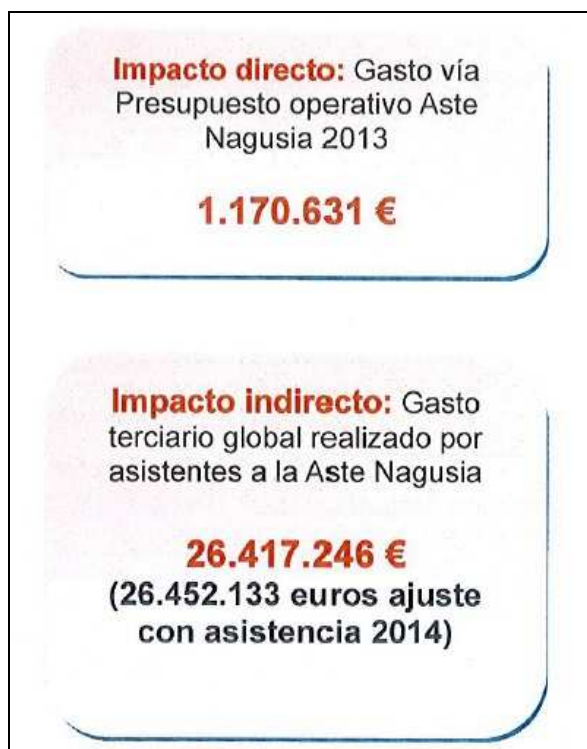 Impacto directo: Gasto vía
Presupuesto operativo Aste
Nagusia 2013
1.170.631 €
Impacto indirecto: Gasto
terciario global realizado por
asistentes a la Aste Nagusia
26.417.246 €
(26.452.133 euros ajuste
con asistencia 2014)